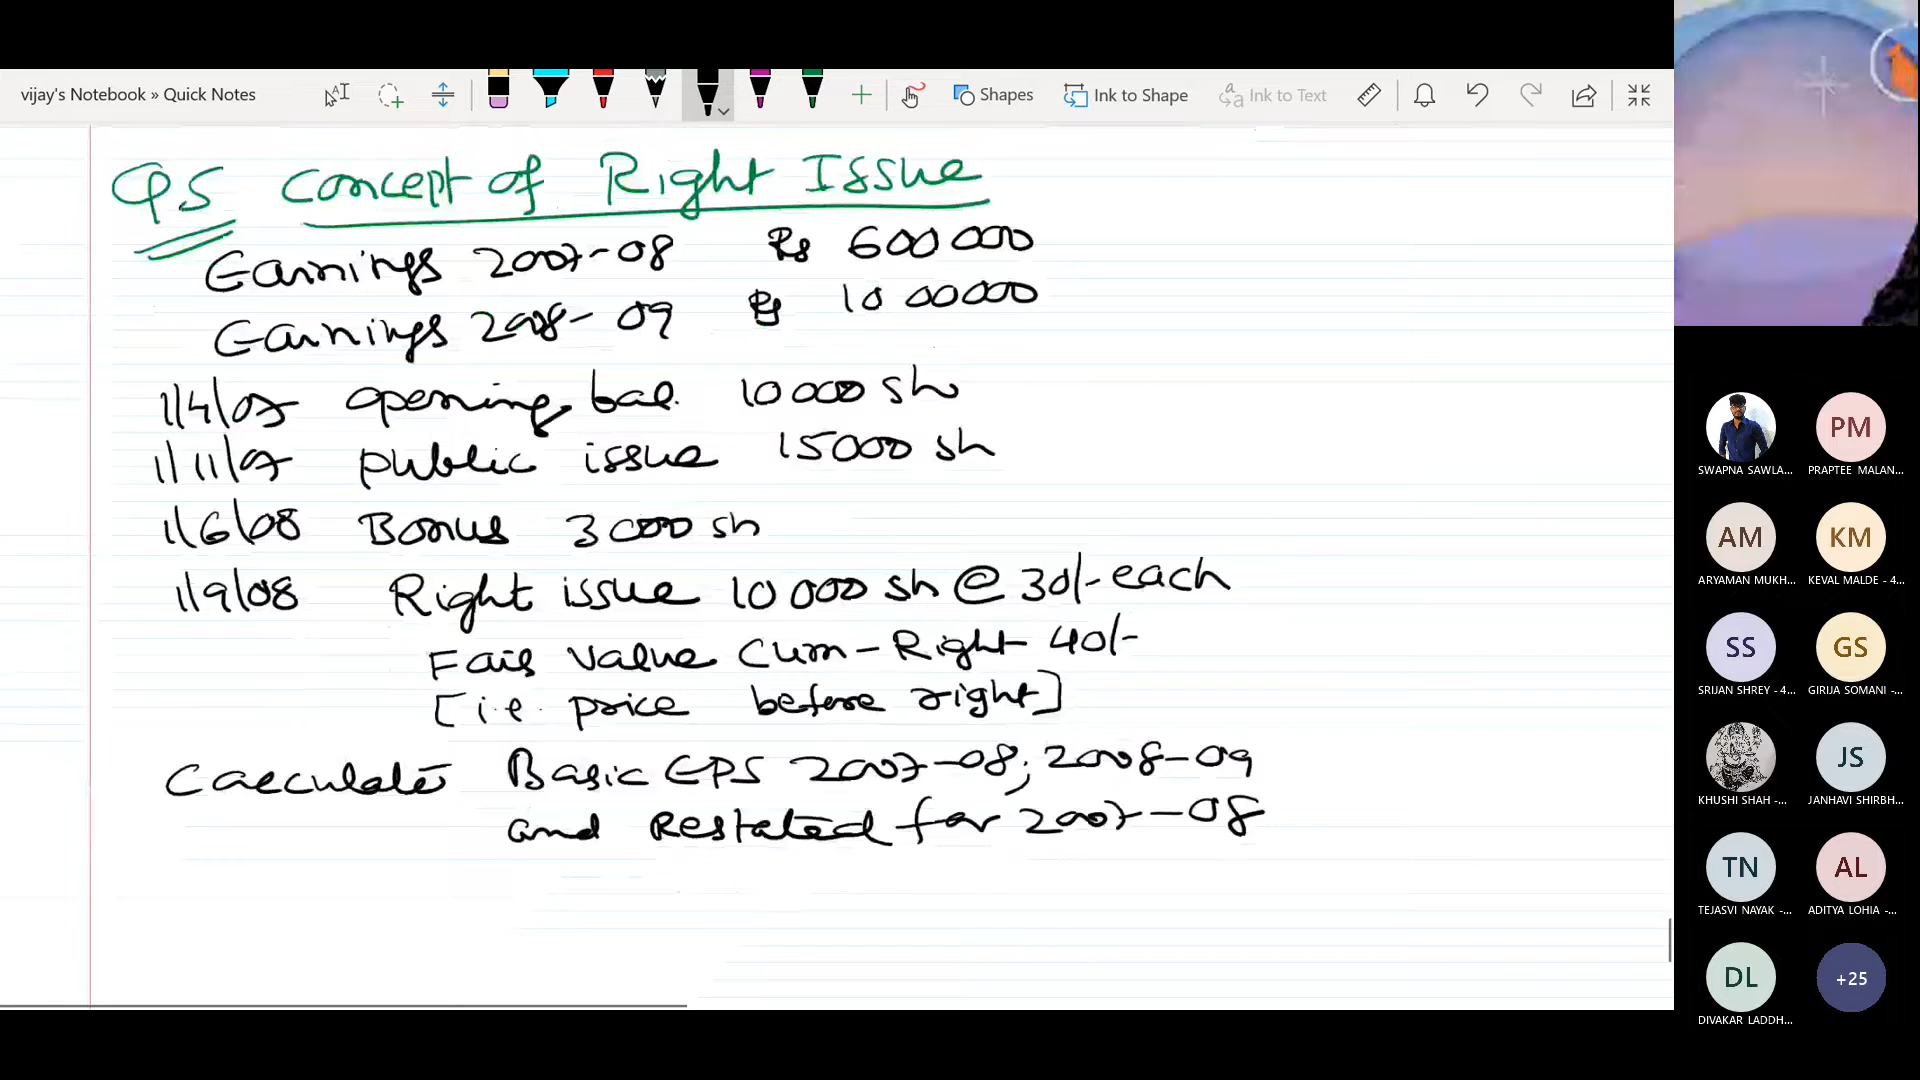 vijay's Notebook » Quick Notes
Shapes
Ink to Shape
Ink to Text
Q5 Concept of Right Issue
Earnings 2007-08 Rs 600000
Earnings 2008-09 Rs 1000000
1/4/07 opening bal. 10000 sh
1/11/07 public issue 15000 sh
1/6/08 Bonus 3000 sh
1/9/08 Right issue 10000 sh @ 30/- each
Fair value Cum-Right 40/-
[i.e. price before right]
Calculate Basic EPS 2007-08; 2008-09
and Restated for 2007-08
SWAPNA SAWLA...
PM
PRAPTEE MALAN...
AM
ARYAMAN MUKH...
KM
KEVAL MALDE - 4...
SS
SRIJAN SHREY - 4...
GS
GIRIJA SOMANI -...
KHUSHI SHAH -...
JS
JANHAVI SHIRBH...
TN
TEJASVI NAYAK -...
AL
ADITYA LOHIA -...
DL
DIVAKAR LADDH...
+25